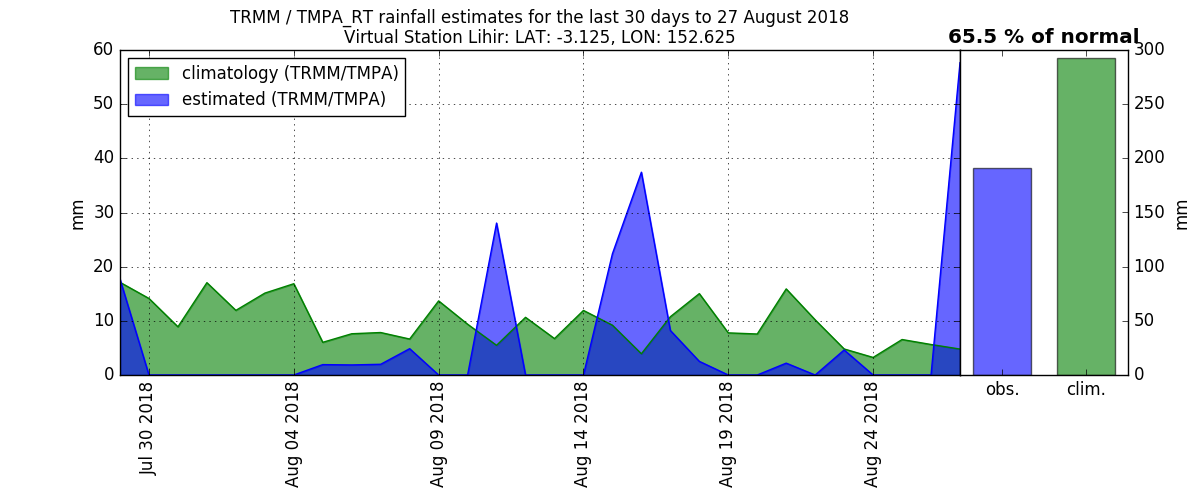 TRMM / TMPA_RT rainfall estimates for the last 30 days to 27 August 2018
Virtual Station Lihir: LAT: -3.125, LON: 152.625
65.5 % of normal
climatology (TRMM/TMPA)
estimated (TRMM/TMPA)
60
50
40
30
20
10
0
mm
300
250
200
150
100
50
0
mm
Jul 30 2018
Aug 04 2018
Aug 09 2018
Aug 14 2018
Aug 19 2018
Aug 24 2018
obs.
clim.